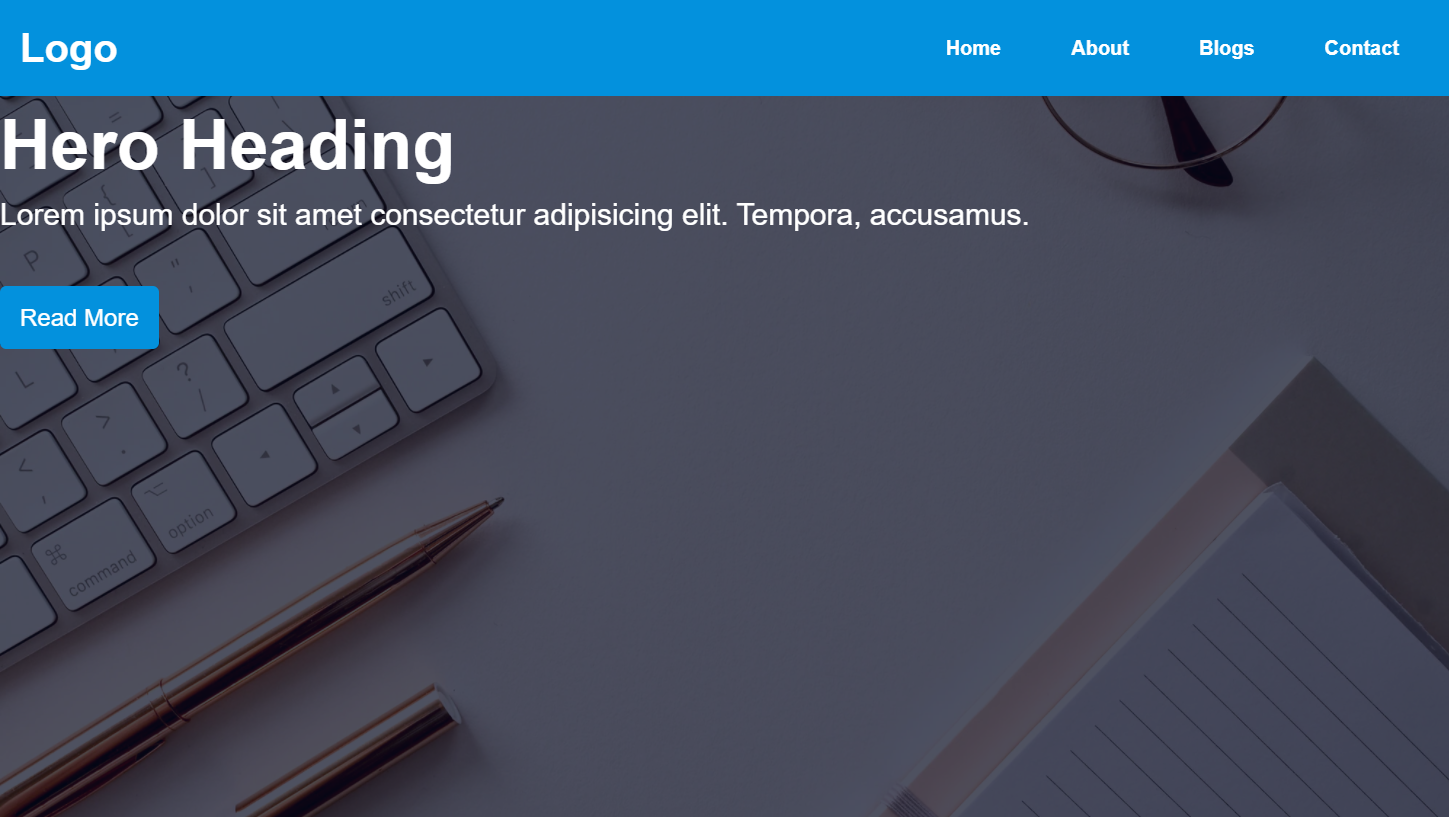 Logo
Home About Blogs Contact
Hero Heading
Lorem ipsum dolor sit amet consectetur adipisicing elit. Tempora, accusamus.
Read More
P
{ [
} ]
" '
shift
L
> .
? /
< ,
option
command